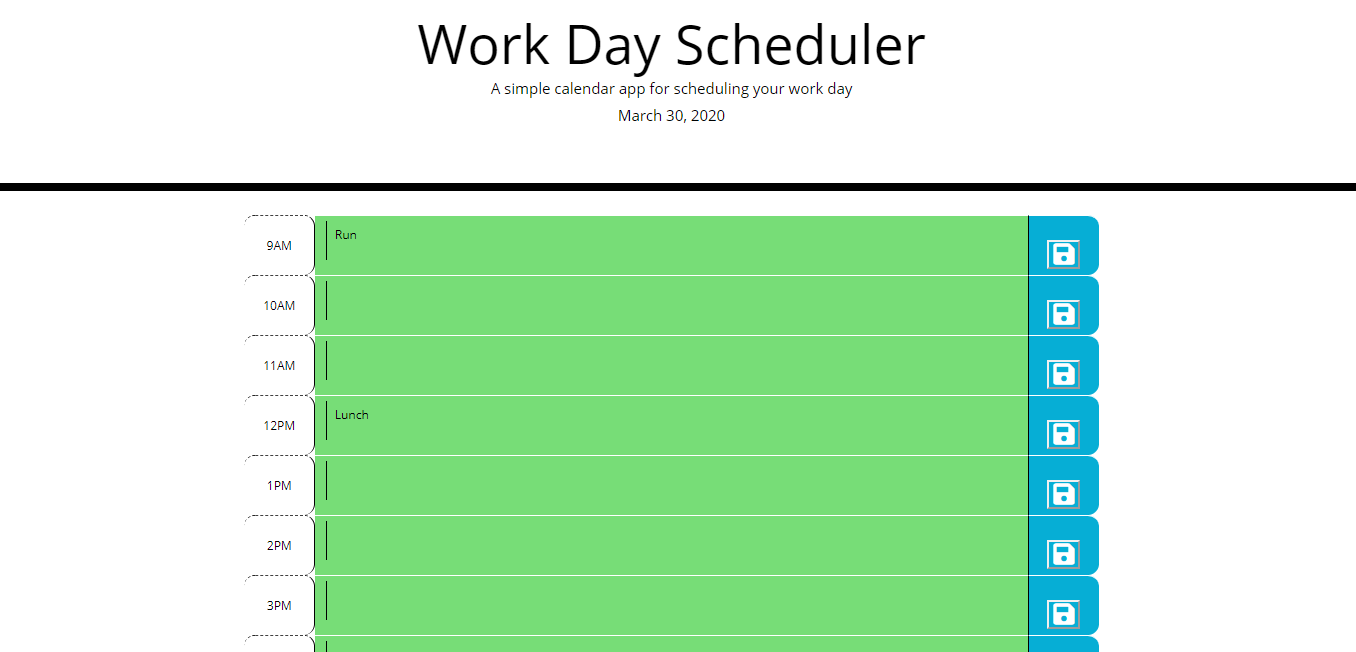 Work Day Scheduler
A simple calendar app for scheduling your work day
March 30, 2020
9AM
Run
10AM
11AM
12PM
Lunch
1PM
2PM
3PM